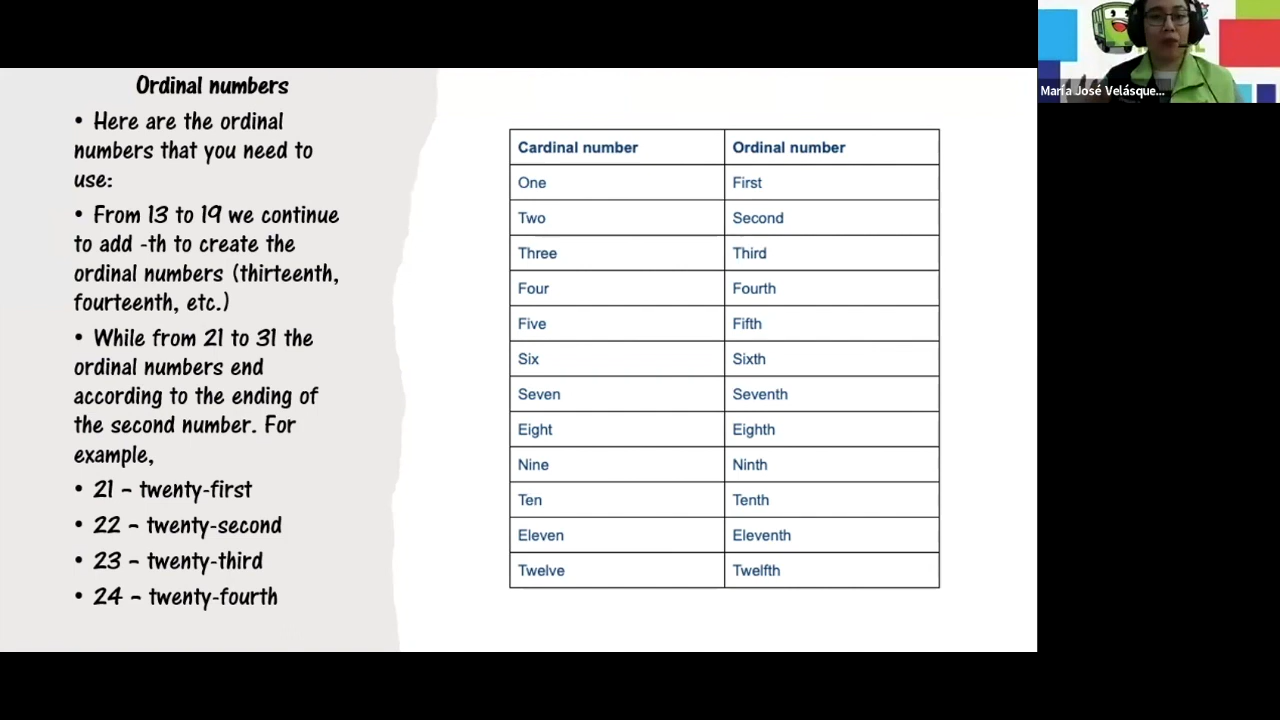 Ordinal numbers
• Here are the ordinal
numbers that you need to
use:
• From 13 to 19 we continue
to add -th to create the
ordinal numbers (thirteenth,
fourteenth, etc.)
• While from 21 to 31 the
ordinal numbers end
according to the ending of
the second number. For
example,
• 21 – twenty-first
• 22 – twenty-second
• 23 – twenty-third
• 24 – twenty-fourth
Cardinal number Ordinal number
One First
Two Second
Three Third
Four Fourth
Five Fifth
Six Sixth
Seven Seventh
Eight Eighth
Nine Ninth
Ten Tenth
Eleven Eleventh
Twelve Twelfth
María José Velásque...